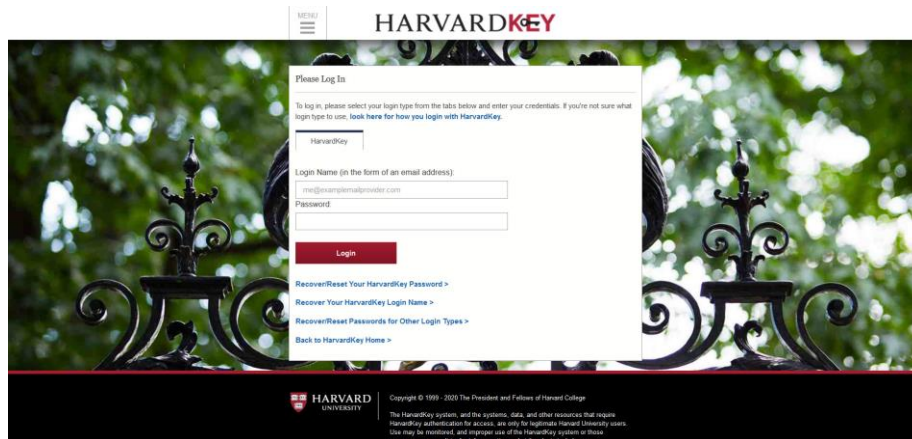 MENU
HARVARDKEY
Please Log In
To log in, please select your login type from the tabs below and enter your credentials. If you're not sure what
login type to use, look here for how you login with HarvardKey.
HarvardKey
Login Name (in the form of an email address):
me@examplemailprovider.com
Password:
Login
Recover/Reset Your HarvardKey Password >
Recover Your HarvardKey Login Name >
Recover/Reset Passwords for Other Login Types >
Back to HarvardKey Home >
HARVARD
UNIVERSITY
Copyright © 1999 - 2020 The President and Fellows of Harvard College
The HarvardKey system, and the systems, data, and other resources that require
HarvardKey authentication for access, are only for legitimate Harvard University users.
Use may be monitored, and improper use of the HarvardKey system or those